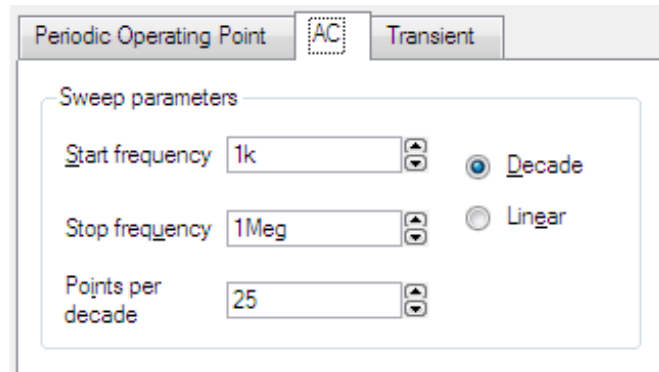 Periodic Operating Point AC Transient
Sweep parameters
Start frequency 1k
Decade
Stop frequency 1Meg
Linear
Points per
decade
25